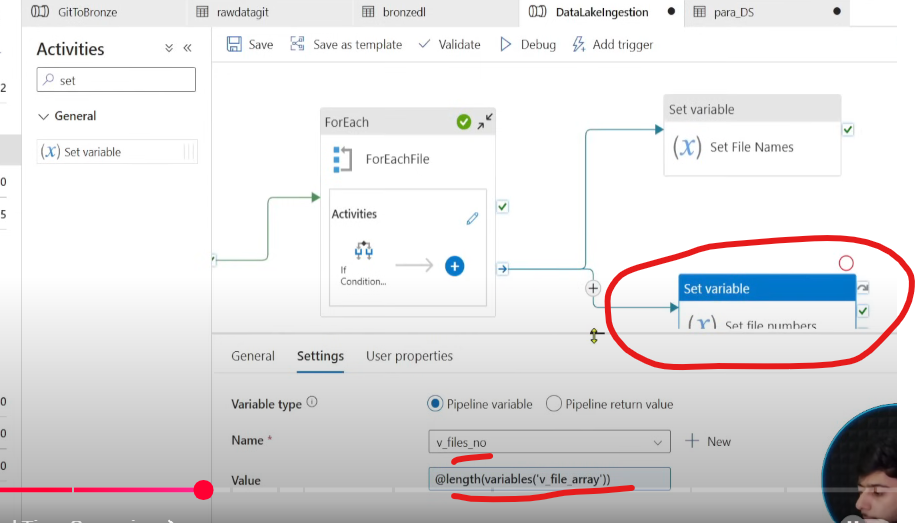 GitToBronze
rawdatagit
bronzedl
DataLakeIngestion
para_DS
Activities
Save
Save as template
Validate
Debug
Add trigger
set
General
(x) Set variable
ForEach
ForEachFile
Activities
If
Condition...
Set variable
(x) Set File Names
Set variable
(x) Set file numbers
General
Settings
User properties
Variable type
Pipeline variable
Pipeline return value
Name *
v_files_no
New
Value
@length(variables('v_file_array'))